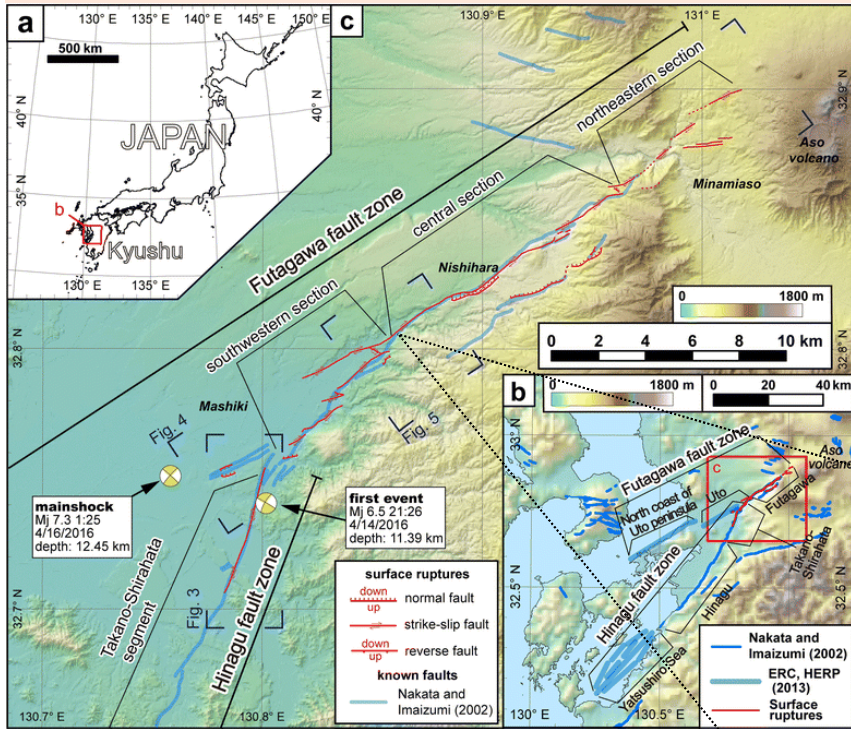 a
130° E
135° E
140° E
145° E
150° E
500 km
40° N
35° N
JAPAN
b
Kyushu
130° E
135° E
c
130.9° E
131° E
32.9° N
32.8° N
32.7° N
130.7° E
130.8° E
northeastern section
central section
southwestern section
Futagawa fault zone
Aso
volcano
Minamiaso
Nishihara
Mashiki
Fig. 4
Fig. 5
Fig. 3
0 1800 m
0 2 4 6 8 10 km
mainshock
Mj 7.3 1:25
4/16/2016
depth: 12.45 km
first event
Mj 6.5 21:26
4/14/2016
depth: 11.39 km
Takano-Shirahata
segment
Hinagu fault zone
surface ruptures
down
up
normal fault
strike-slip fault
down
up
reverse fault
known faults
Nakata and
Imaizumi (2002)
b
0 1800 m
0 20 40 km
33° N
32.5° N
32.5° N
130° E
130.5° E
c
Aso
volcano
Futagawa fault zone
North coast of
Uto peninsula
Uto
Futagawa
Takano-
Shirahata
Hinagu fault zone
Hinagu
Yatsushiro Sea
Nakata and
Imaizumi (2002)
ERC, HERP
(2013)
Surface
ruptures